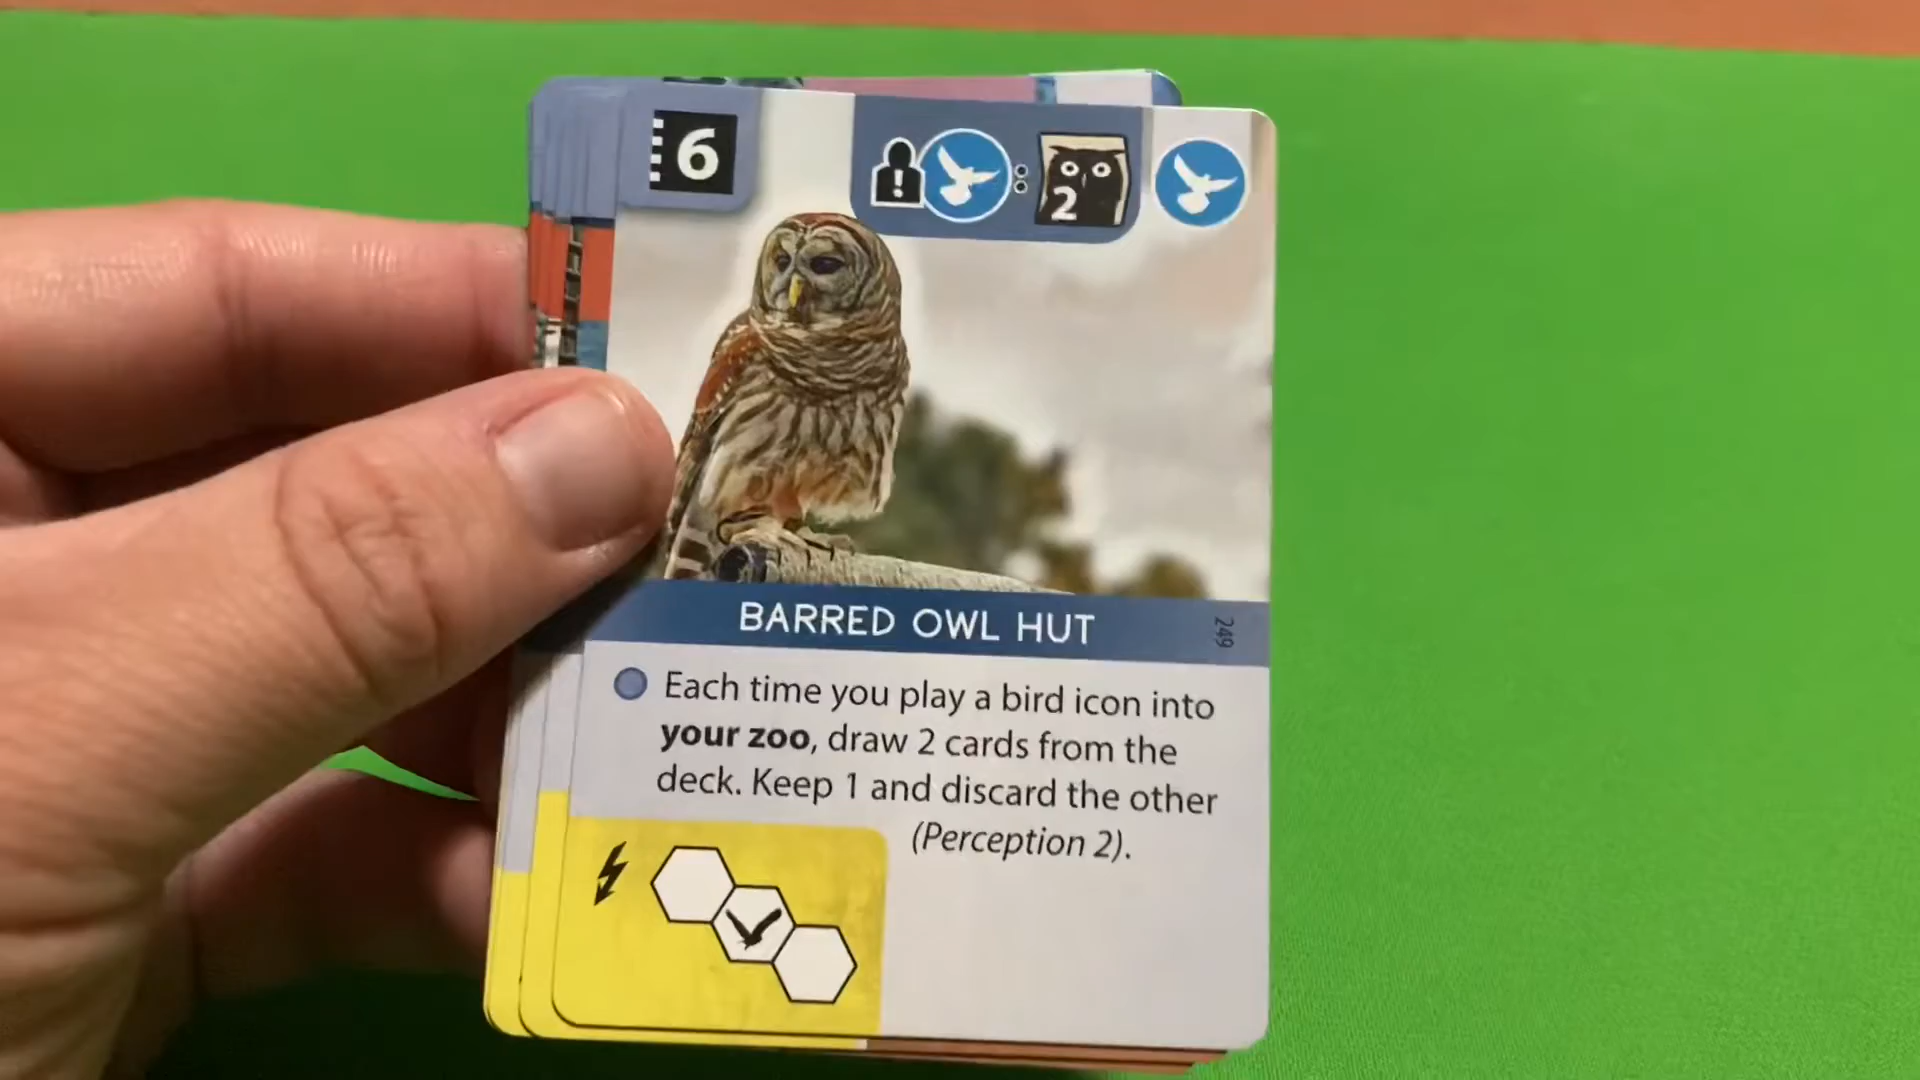 6
!
2
BARRED OWL HUT
249
Each time you play a bird icon into
your zoo, draw 2 cards from the
deck. Keep 1 and discard the other
(Perception 2).